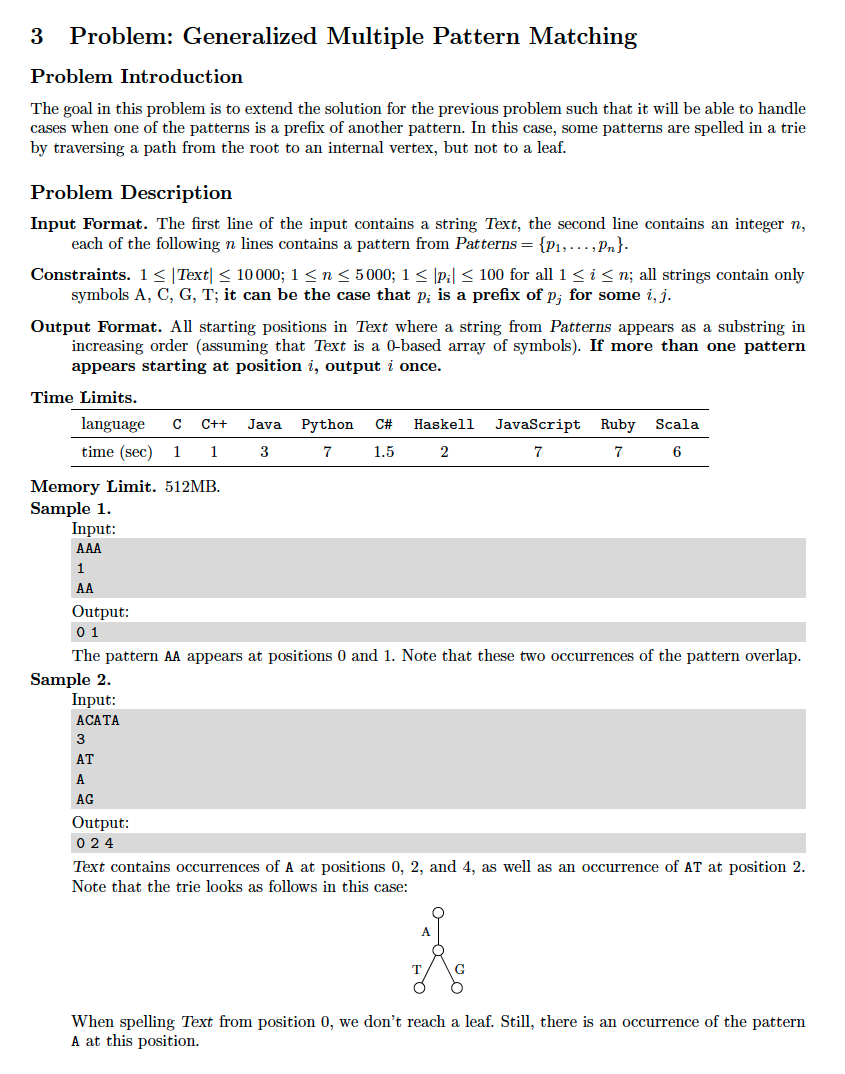 3 Problem: Generalized Multiple Pattern Matching
Problem Introduction
The goal in this problem is to extend the solution for the previous problem such that it will be able to handle
cases when one of the patterns is a prefix of another pattern. In this case, some patterns are spelled in a trie
by traversing a path from the root to an internal vertex, but not to a leaf.
Problem Description
Input Format. The first line of the input contains a string Text, the second line contains an integer n,
each of the following n lines contains a pattern from Patterns = {p₁, . . . , pₙ}.
Constraints. 1 ≤ |Text| ≤ 10 000; 1 ≤ n ≤ 5 000; 1 ≤ |pᵢ| ≤ 100 for all 1 ≤ i ≤ n; all strings contain only
symbols A, C, G, T; it can be the case that pᵢ is a prefix of pⱼ for some i, j.
Output Format. All starting positions in Text where a string from Patterns appears as a substring in
increasing order (assuming that Text is a 0-based array of symbols). If more than one pattern
appears starting at position i, output i once.
Time Limits.
language C C++ Java Python C# Haskell JavaScript Ruby Scala
time (sec) 1 1 3 7 1.5 2 7 7 6
Memory Limit. 512MB.
Sample 1.
Input:
AAA
1
AA
Output:
0 1
The pattern AA appears at positions 0 and 1. Note that these two occurrences of the pattern overlap.
Sample 2.
Input:
ACATA
3
AT
A
AG
Output:
0 2 4
Text contains occurrences of A at positions 0, 2, and 4, as well as an occurrence of AT at position 2.
Note that the trie looks as follows in this case:
A
T G
When spelling Text from position 0, we don't reach a leaf. Still, there is an occurrence of the pattern
A at this position.